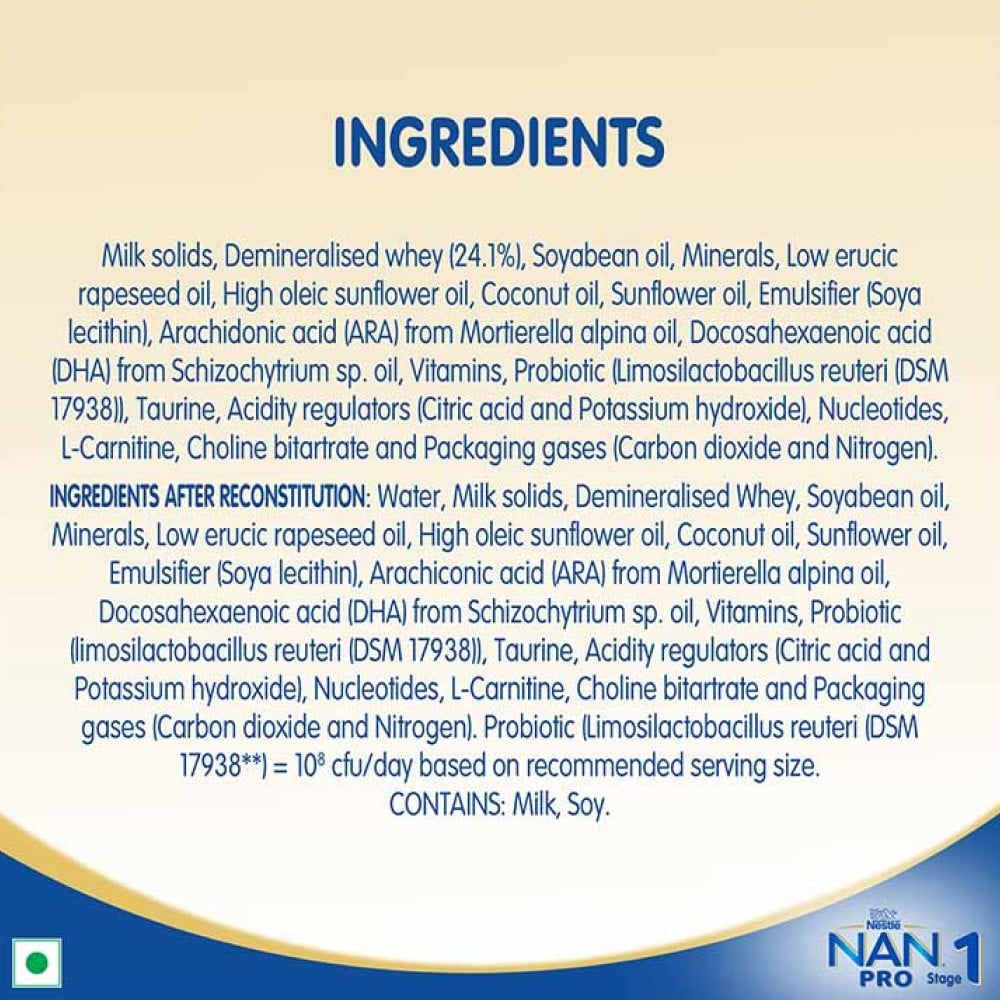 INGREDIENTS
Milk solids, Demineralised whey (24.1%), Soyabean oil, Minerals, Low erucic
rapeseed oil, High oleic sunflower oil, Coconut oil, Sunflower oil, Emulsifier (Soya
lecithin), Arachidonic acid (ARA) from Mortierella alpina oil, Docosahexaenoic acid
(DHA) from Schizochytrium sp. oil, Vitamins, Probiotic (Limosilactobacillus reuteri (DSM
17938)), Taurine, Acidity regulators (Citric acid and Potassium hydroxide), Nucleotides,
L-Carnitine, Choline bitartrate and Packaging gases (Carbon dioxide and Nitrogen).
INGREDIENTS AFTER RECONSTITUTION: Water, Milk solids, Demineralised Whey, Soyabean oil,
Minerals, Low erucic rapeseed oil, High oleic sunflower oil, Coconut oil, Sunflower oil,
Emulsifier (Soya lecithin), Arachiconic acid (ARA) from Mortierella alpina oil,
Docosahexaenoic acid (DHA) from Schizochytrium sp. oil, Vitamins, Probiotic
(limosilactobacillus reuteri (DSM 17938)), Taurine, Acidity regulators (Citric acid and
Potassium hydroxide), Nucleotides, L-Carnitine, Choline bitartrate and Packaging
gases (Carbon dioxide and Nitrogen). Probiotic (Limosilactobacillus reuteri (DSM
17938**) = 10⁸ cfu/day based on recommended serving size.
CONTAINS: Milk, Soy.
Nestlé
NAN 1
PRO Stage